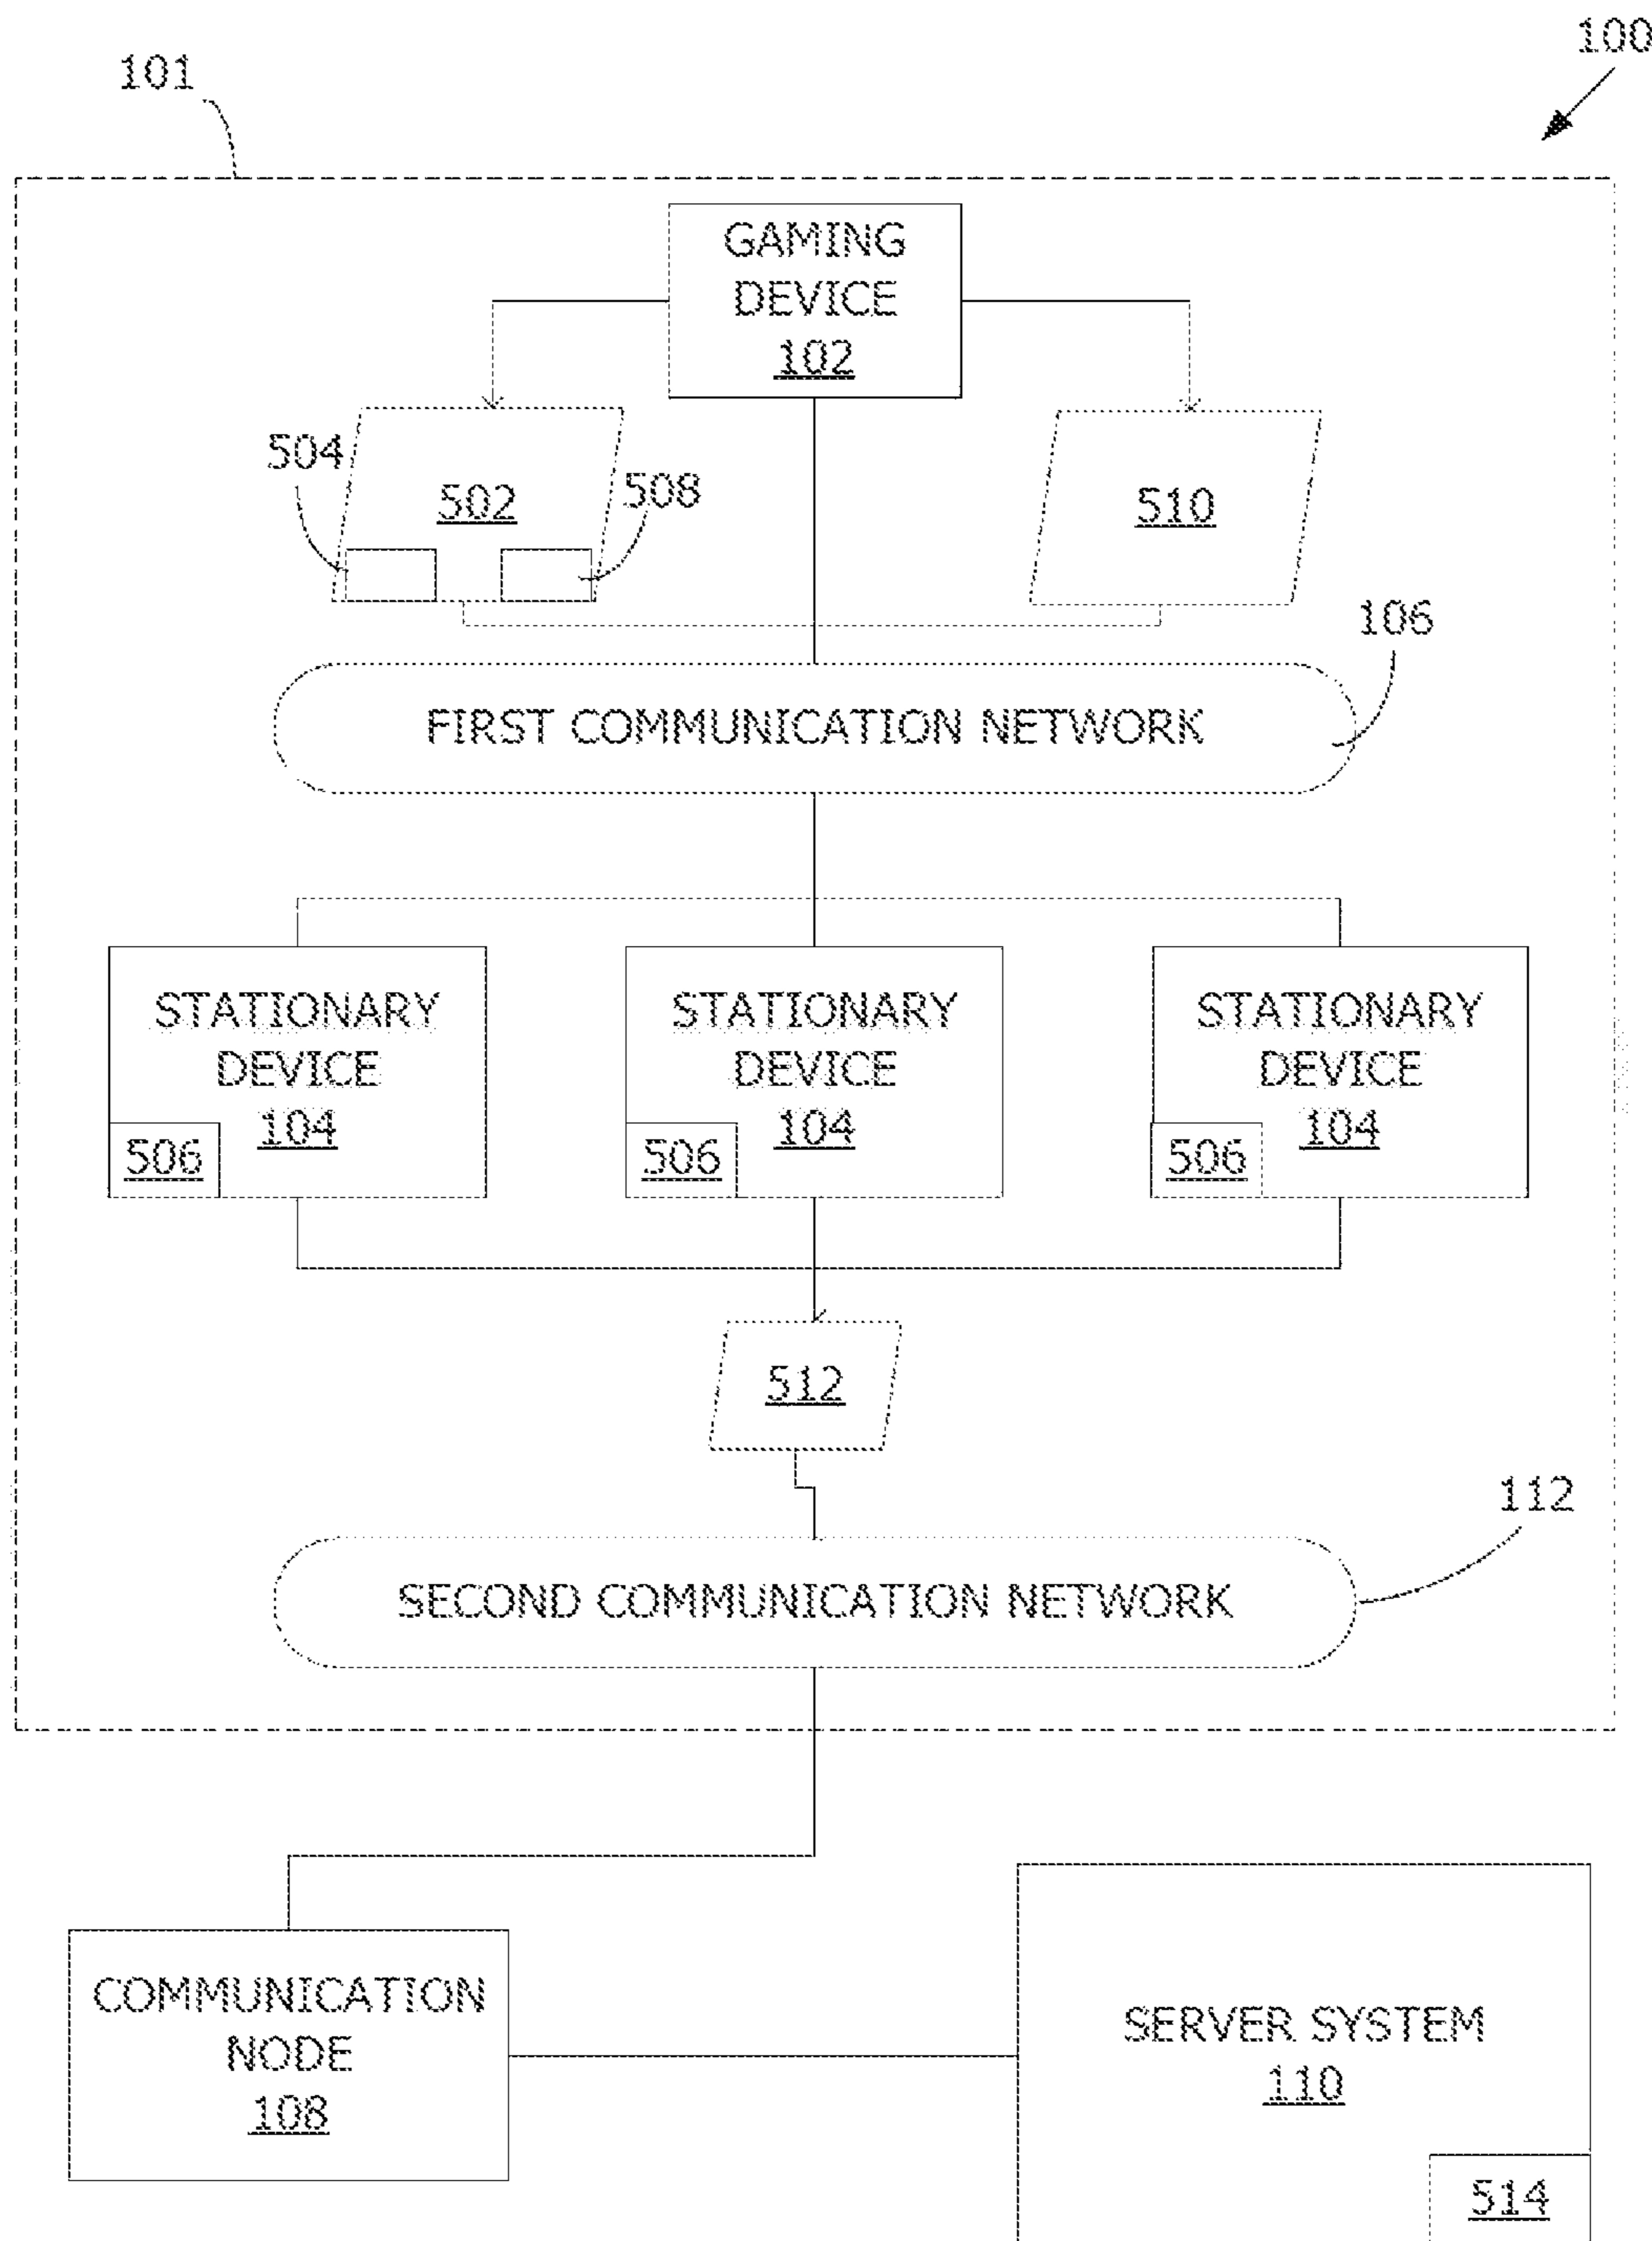 100
101
GAMING
DEVICE
102
504
502
508
510
106
FIRST COMMUNICATION NETWORK
STATIONARY
DEVICE
104
506
STATIONARY
DEVICE
104
506
STATIONARY
DEVICE
104
506
512
112
SECOND COMMUNICATION NETWORK
COMMUNICATION
NODE
108
SERVER SYSTEM
110
514